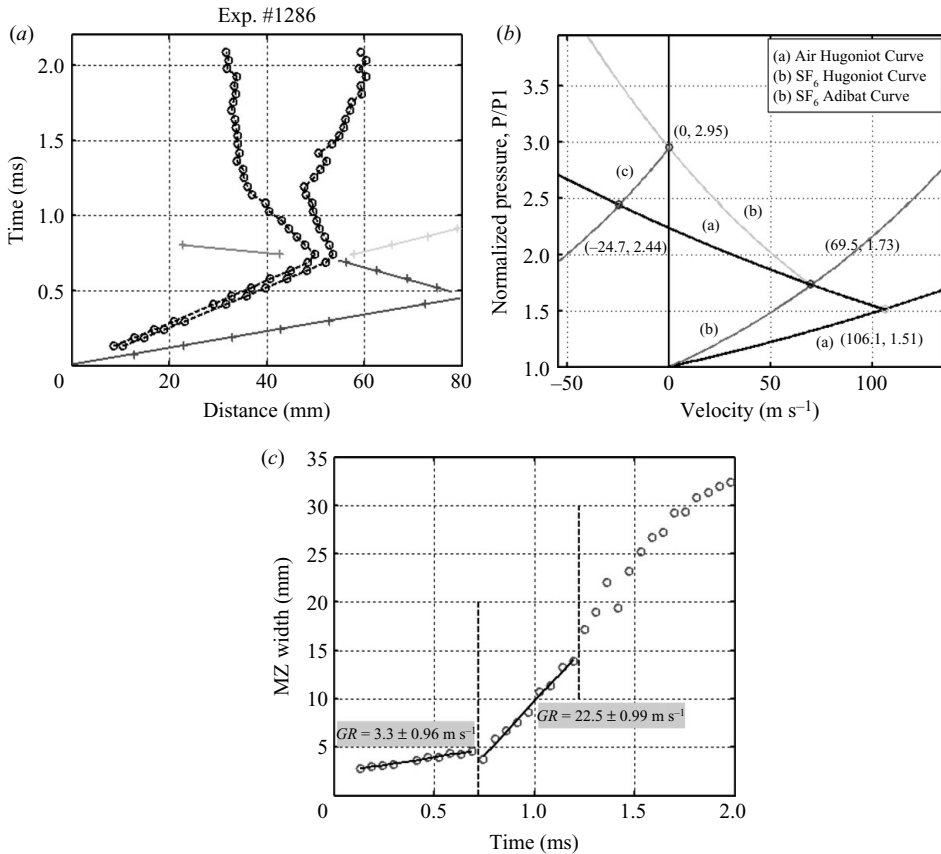 Exp. #1286
(a)
Time (ms)
2.0
1.5
1.0
0.5
0
20
40
60
80
Distance (mm)
(b)
Normalized pressure, P/P1
3.5
3.0
2.5
2.0
1.5
1.0
–50
0
50
100
Velocity (m s–1)
(a) Air Hugoniot Curve
(b) SF6 Hugoniot Curve
(b) SF6 Adibat Curve
(0, 2.95)
(c)
(b)
(a)
(–24.7, 2.44)
(69.5, 1.73)
(b)
(a)
(106.1, 1.51)
(c)
MZ width (mm)
35
30
25
20
15
10
5
0
0.5
1.0
1.5
2.0
Time (ms)
GR = 3.3 ± 0.96 m s–1
GR = 22.5 ± 0.99 m s–1